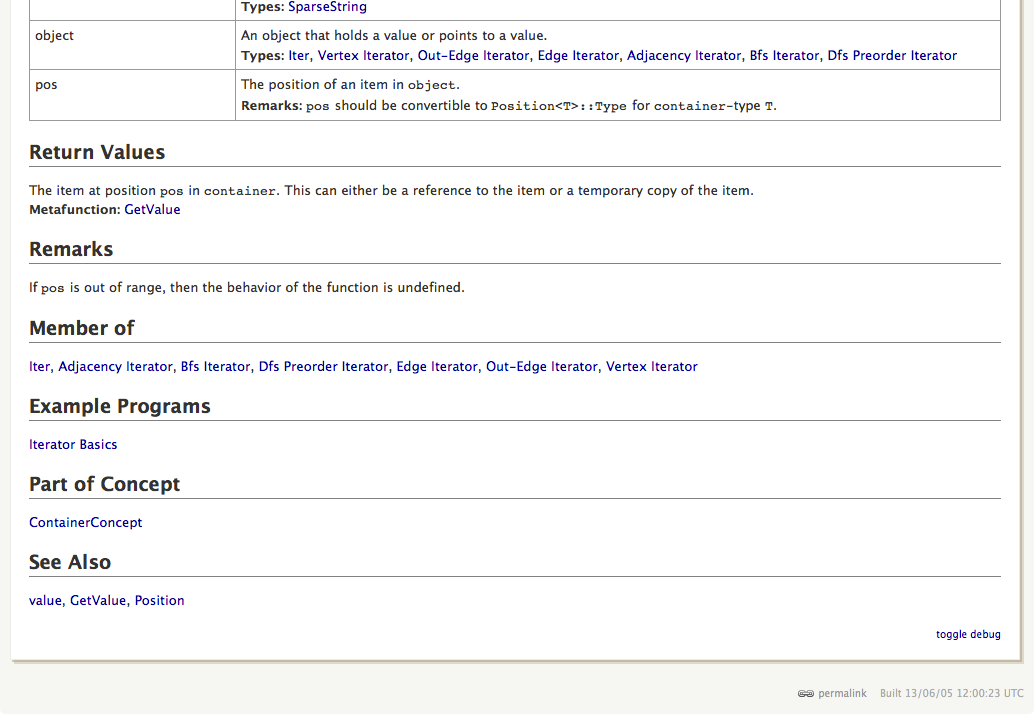 Types: SparseString
object
An object that holds a value or points to a value.
Types: Iter, Vertex Iterator, Out-Edge Iterator, Edge Iterator, Adjacency Iterator, Bfs Iterator, Dfs Preorder Iterator
pos
The position of an item in object.
Remarks: pos should be convertible to Position<T>::Type for container-type T.
Return Values
The item at position pos in container. This can either be a reference to the item or a temporary copy of the item.
Metafunction: GetValue
Remarks
If pos is out of range, then the behavior of the function is undefined.
Member of
Iter, Adjacency Iterator, Bfs Iterator, Dfs Preorder Iterator, Edge Iterator, Out-Edge Iterator, Vertex Iterator
Example Programs
Iterator Basics
Part of Concept
ContainerConcept
See Also
value, GetValue, Position
toggle debug
permalink Built 13/06/05 12:00:23 UTC